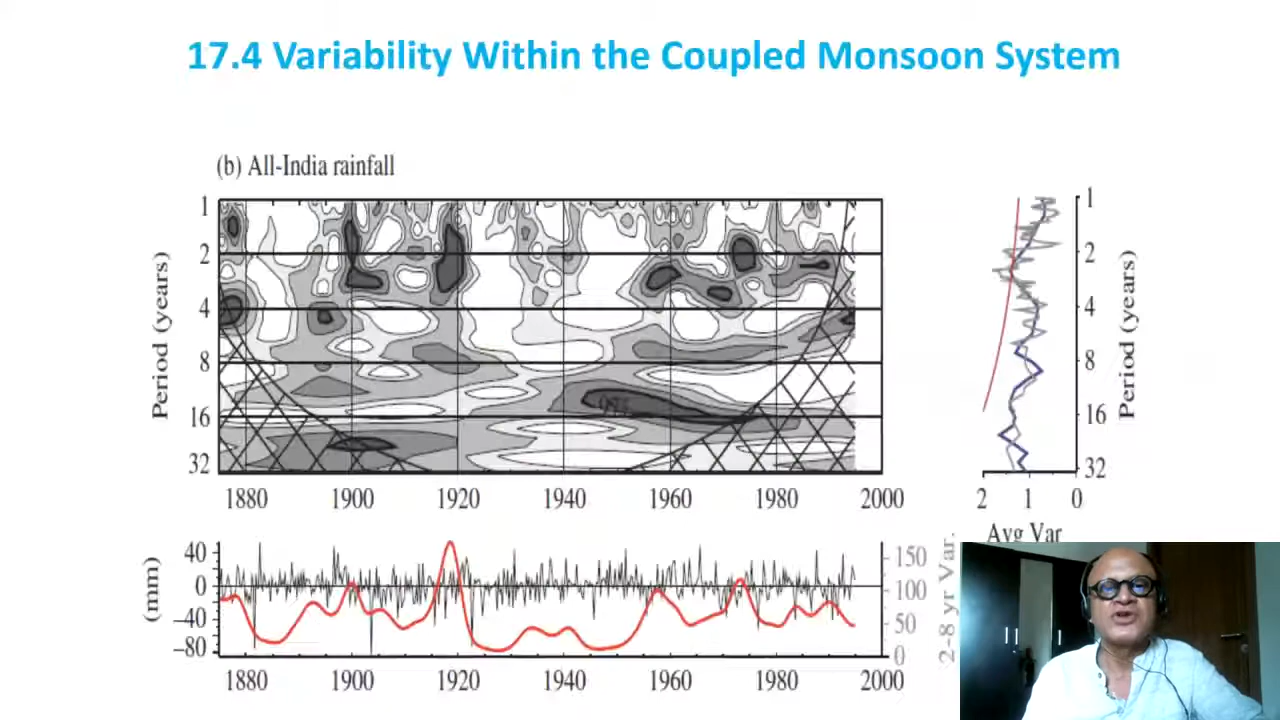 17.4 Variability Within the Coupled Monsoon System
(b) All-India rainfall
Period (years)
1
2
4
8
16
32
1880 1900 1920 1940 1960 1980 2000
1
2
4
8
16
32
Period (years)
2 1 0
Avg Var
(mm)
40
0
−40
−80
150
100
50
0
2-8 yr Var.
1880 1900 1920 1940 1960 1980 2000